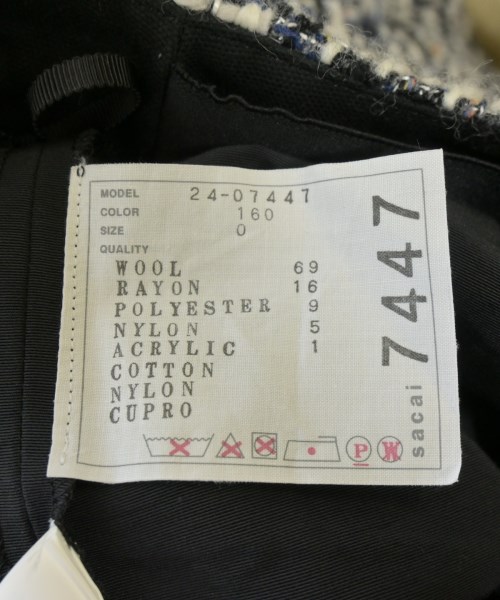 MODEL 24-07447
COLOR 160
SIZE 0
QUALITY
WOOL 69
RAYON 16
POLYESTER 9
NYLON 5
ACRYLIC 1
COTTON
NYLON
CUPRO
P W
sacai 7447